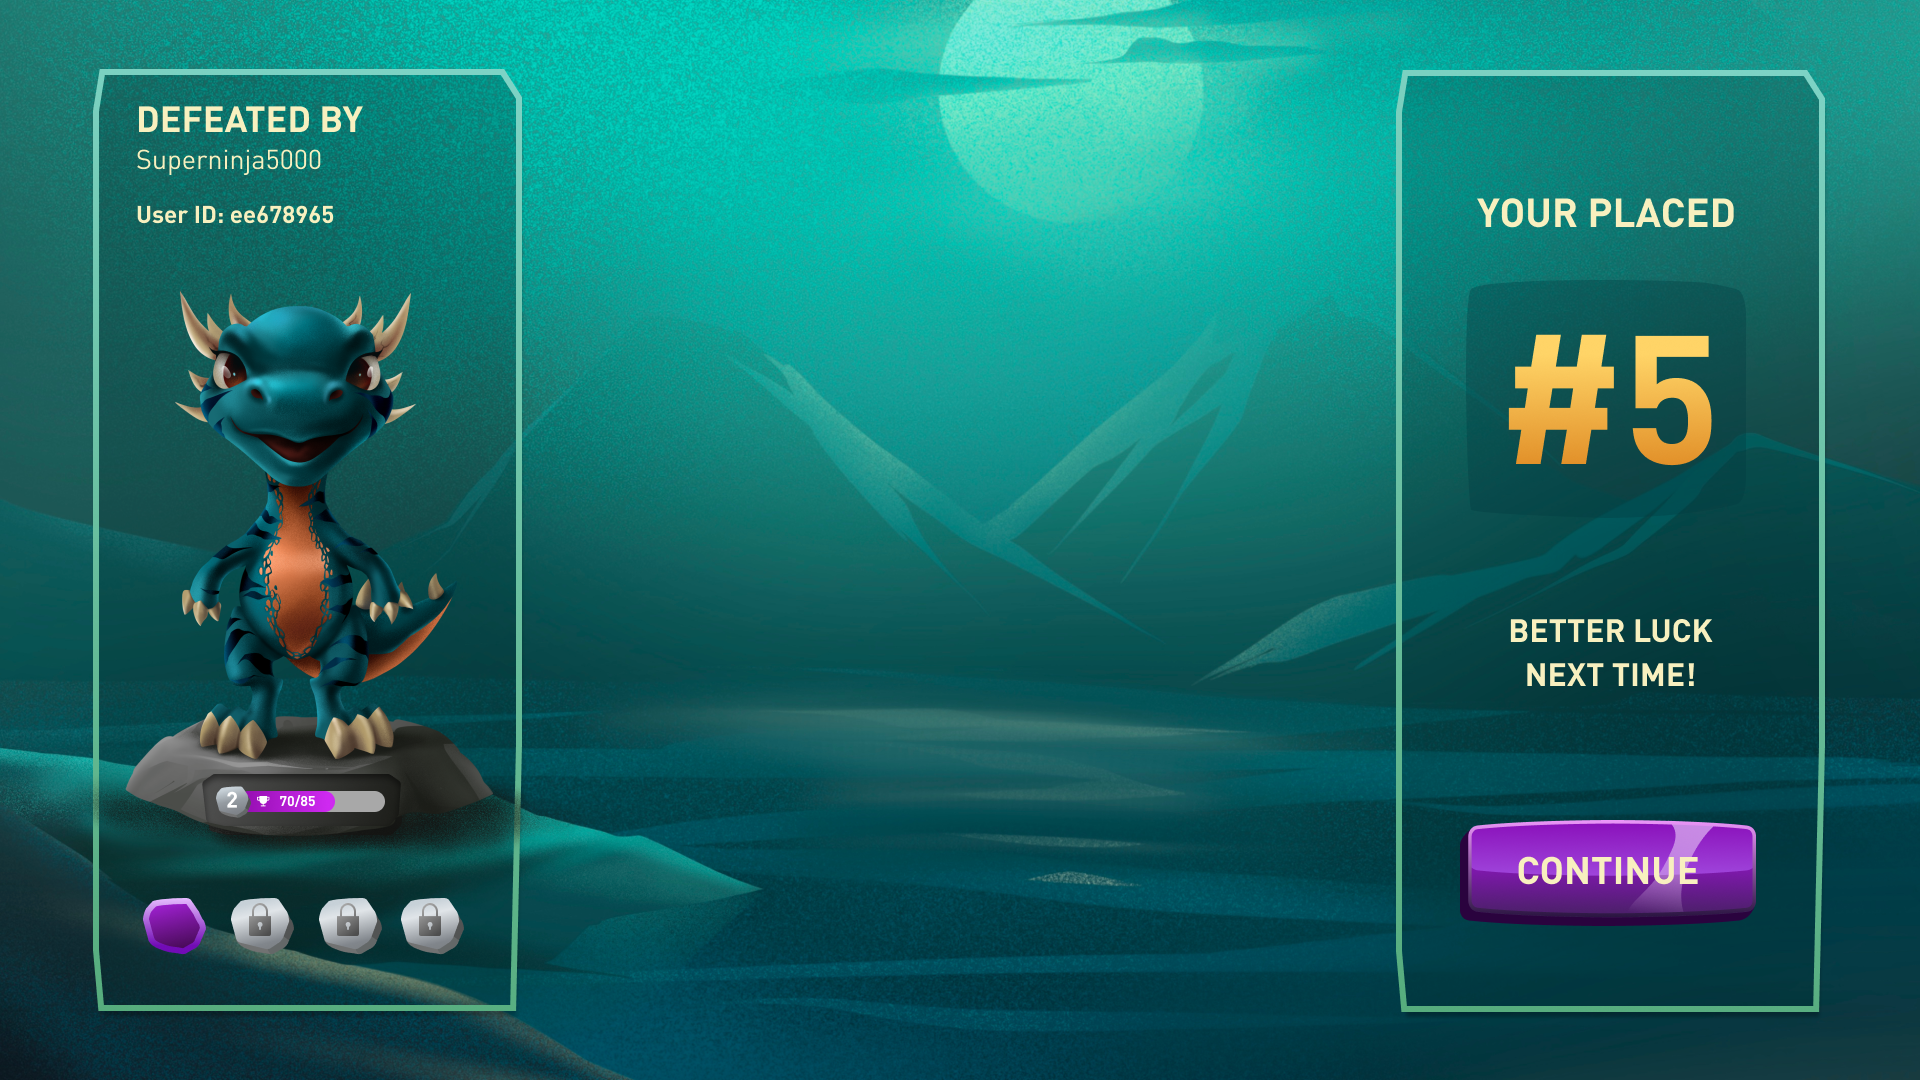 DEFEATED BY
Superninja5000
User ID: ee678965
2
70/85
YOUR PLACED
#5
BETTER LUCK
NEXT TIME!
CONTINUE